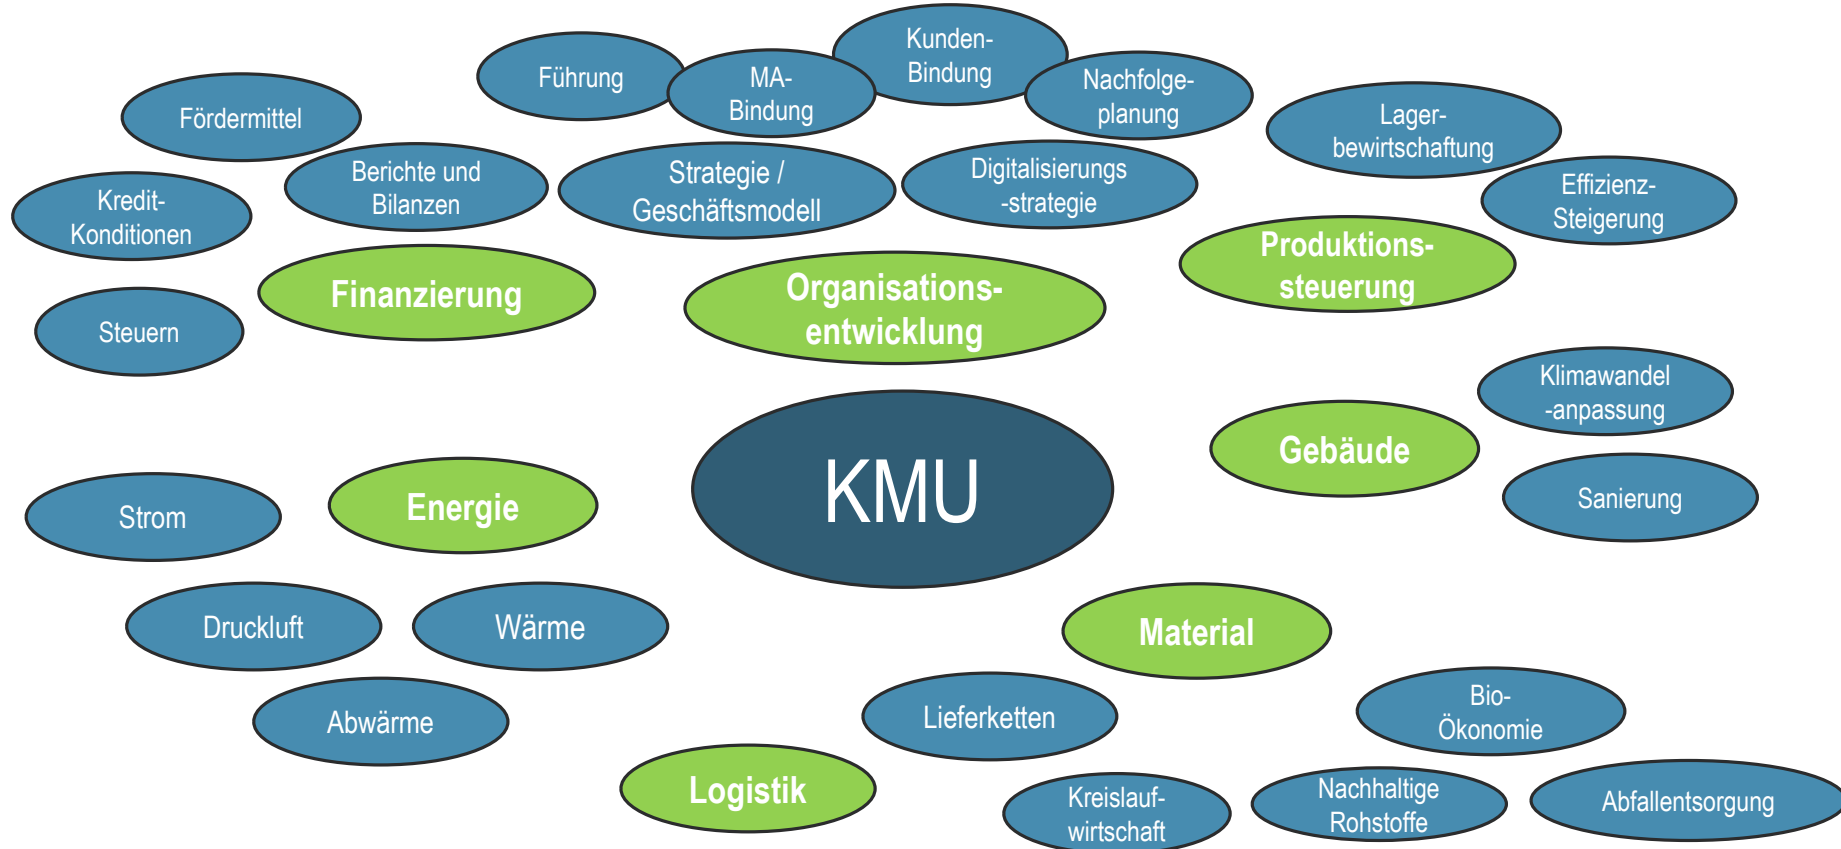 Kunden-
Bindung
Führung
MA-
Bindung
Nachfolge-
planung
Fördermittel
Lager-
bewirtschaftung
Berichte und
Bilanzen
Strategie /
Geschäftsmodell
Digitalisierungs
-strategie
Effizienz-
Steigerung
Kredit-
Konditionen
Finanzierung
Organisations-
entwicklung
Produktions-
steuerung
Steuern
Klimawandel
-anpassung
Gebäude
KMU
Energie
Strom
Sanierung
Druckluft
Wärme
Material
Abwärme
Lieferketten
Bio-
Ökonomie
Logistik
Kreislauf-
wirtschaft
Nachhaltige
Rohstoffe
Abfallentsorgung